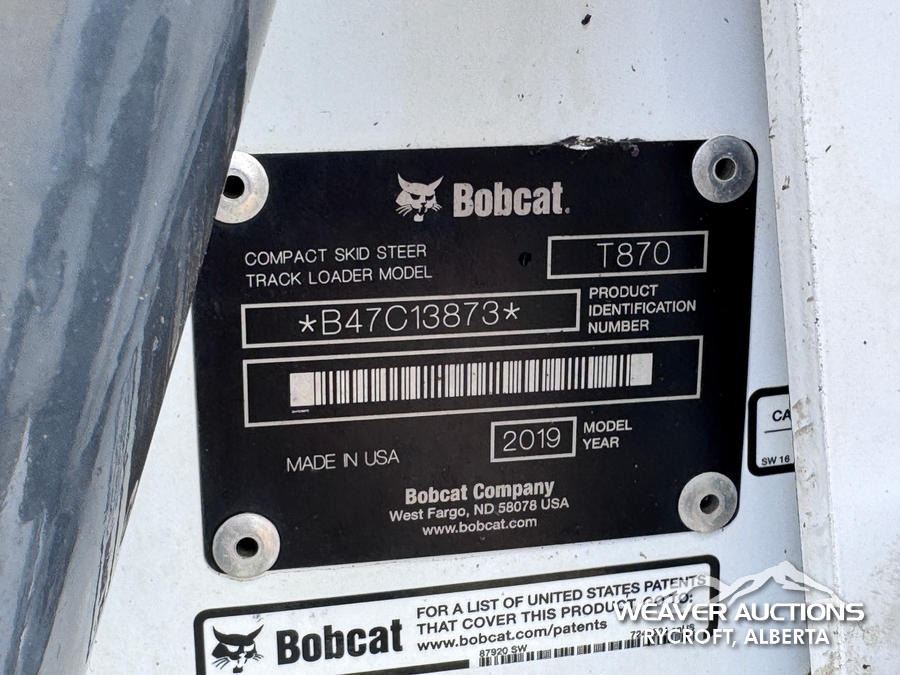 Bobcat.
COMPACT SKID STEER
TRACK LOADER MODEL
T870
*B47C13873*
PRODUCT
IDENTIFICATION
NUMBER
MADE IN USA
2019
MODEL
YEAR
Bobcat Company
West Fargo, ND 58078 USA
www.bobcat.com
CA
SW 16
Bobcat
FOR A LIST OF UNITED STATES PATENTS
THAT COVER THIS PRODUCT, GO TO:
www.bobcat.com/patents
87920 SW
WEAVER AUCTIONS
RYCROFT, ALBERTA